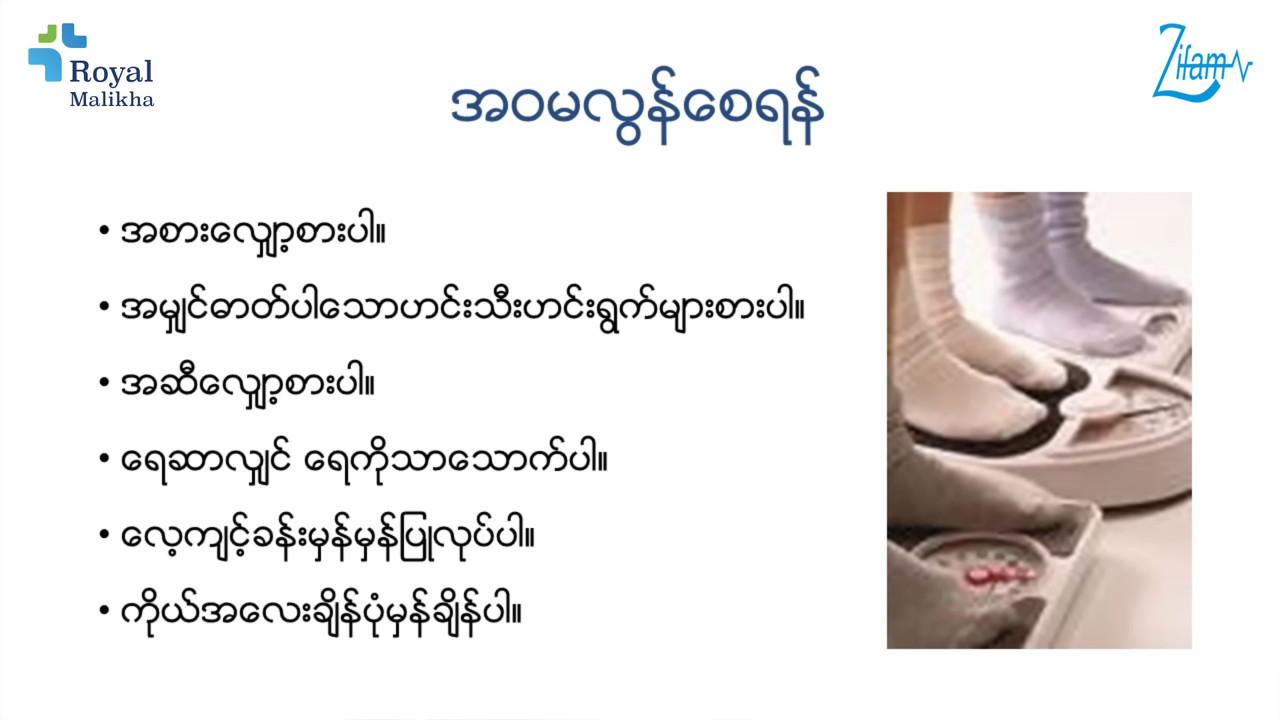 Royal
Malikha
Zifam
အဝမလွန်စေရန်
• အစားလျှော့စားပါ။
• အမျှင်ဓာတ်ပါသောဟင်းသီးဟင်းရွက်များစားပါ။
• အဆီလျှော့စားပါ။
• ရေဆာလျှင် ရေကိုသာသောက်ပါ။
• လေ့ကျင့်ခန်းမှန်မှန်ပြုလုပ်ပါ။
• ကိုယ်အလေးချိန်ပုံမှန်ချိန်ပါ။